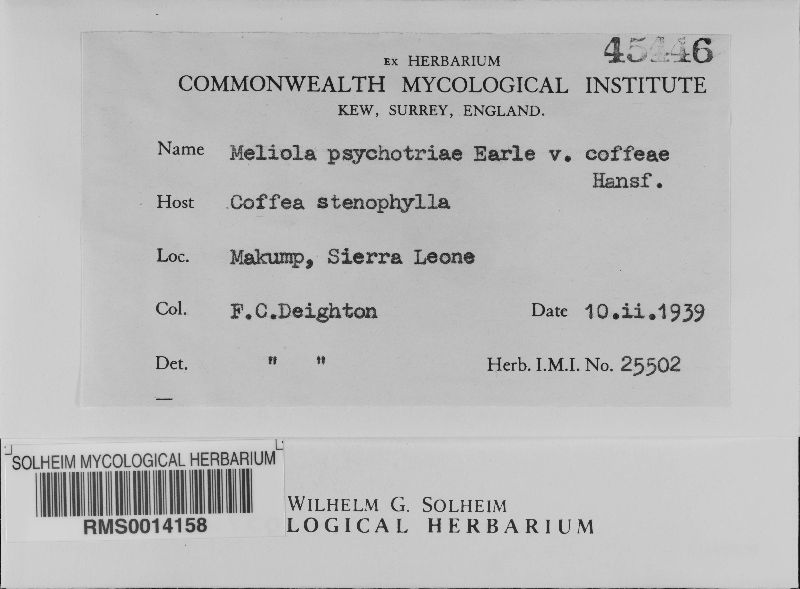 45446
EX HERBARIUM
COMMONWEALTH MYCOLOGICAL INSTITUTE
KEW, SURREY, ENGLAND.
Name Meliola psychotriae Earle v. coffeae
Hansf.
Host Coffea stenophylla
Loc. Makump, Sierra Leone
Col. F.C.Deighton Date 10.ii.1939
Det. " " Herb. I.M.I. No. 25502
SOLHEIM MYCOLOGICAL HERBARIUM
RMS0014158
WILHELM G. SOLHEIM
LOGICAL HERBARIUM